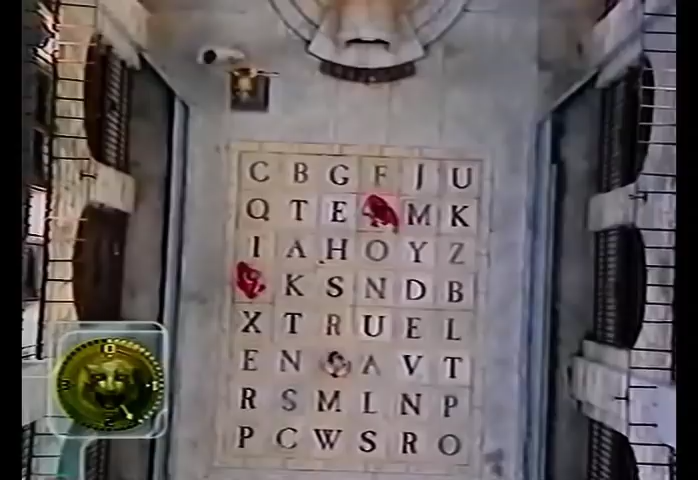 C B G F J U
Q T E M K
I A H O Y Z
K S N D B
X T R U E L
E N A V T
R S M L N P
P C W S R O